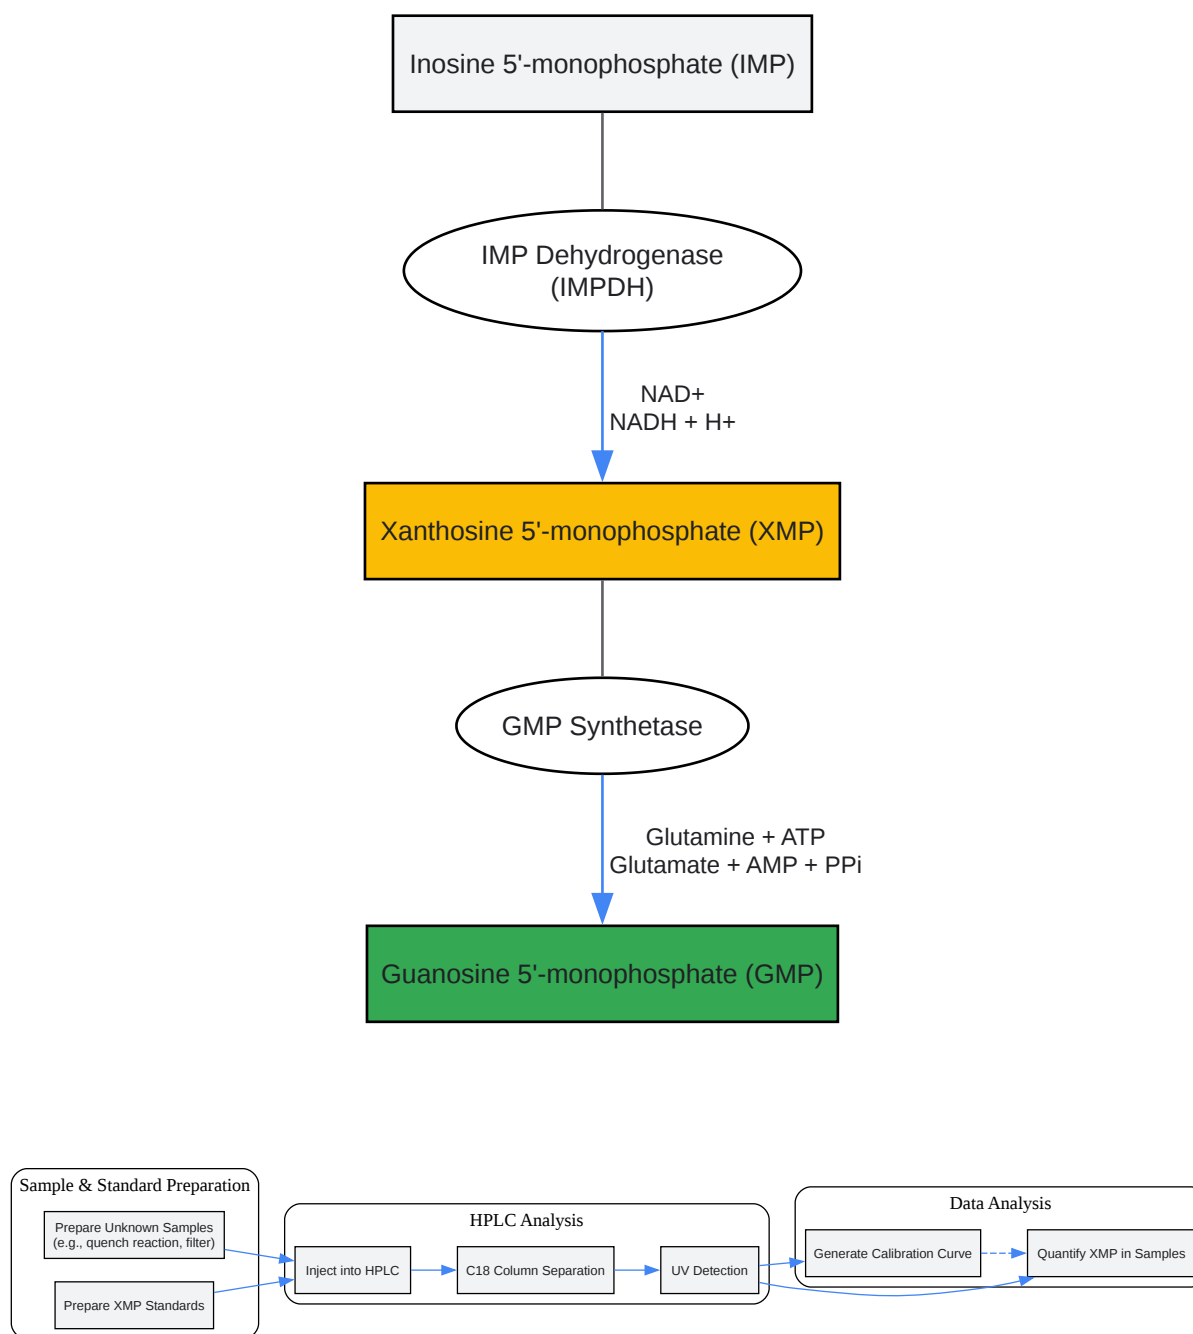 Inosine 5'-monophosphate (IMP)
IMP Dehydrogenase
(IMPDH)
NAD+
NADH + H+
Xanthosine 5'-monophosphate (XMP)
GMP Synthetase
Glutamine + ATP
Glutamate + AMP + PPi
Guanosine 5'-monophosphate (GMP)
Sample & Standard Preparation
Prepare Unknown Samples
(e.g., quench reaction, filter)
Prepare XMP Standards
HPLC Analysis
Inject into HPLC
C18 Column Separation
UV Detection
Data Analysis
Generate Calibration Curve
Quantify XMP in Samples